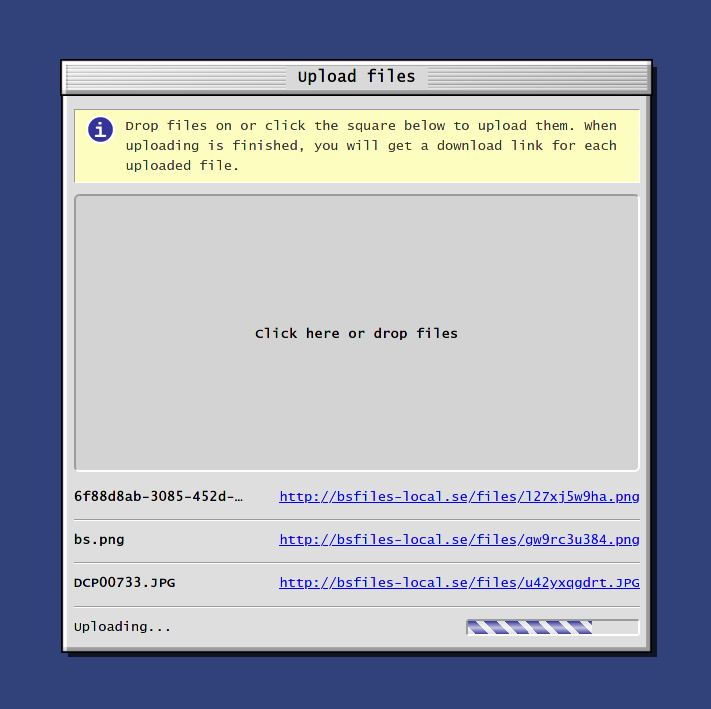 Upload files
i Drop files on or click the square below to upload them. When
uploading is finished, you will get a download link for each
uploaded file.
Click here or drop files
6f88d8ab-3085-452d-… http://bsfiles-local.se/files/l27xj5w9ha.png
bs.png http://bsfiles-local.se/files/gw9rc3u384.png
DCP00733.JPG http://bsfiles-local.se/files/u42yxqgdrt.JPG
Uploading...